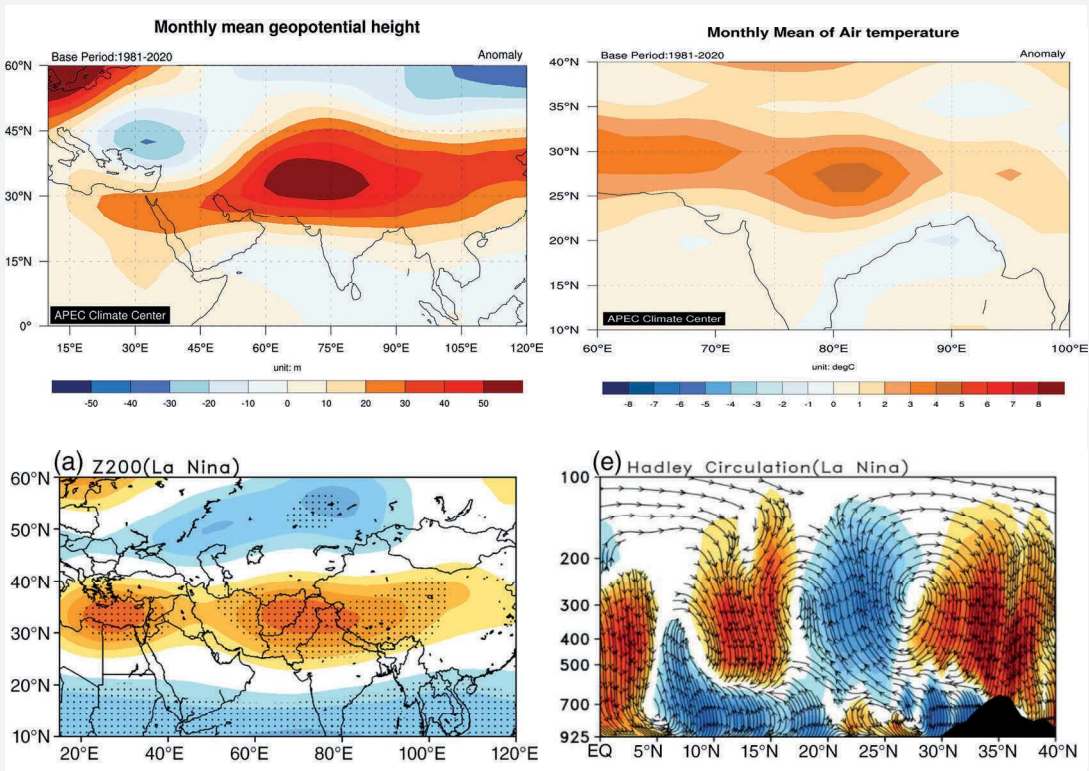 Monthly mean geopotential height
Base Period:1981-2020 Anomaly
60°N
45°N
30°N
15°N
0°
APEC Climate Center
15°E 30°E 45°E 60°E 75°E 90°E 105°E 120°E
unit: m
-50 -40 -30 -20 -10 0 10 20 30 40 50
Monthly Mean of Air temperature
Base Period:1981-2020 Anomaly
40°N
35°N
30°N
25°N
20°N
15°N
10°N
APEC Climate Center
60°E 70°E 80°E 90°E 100°E
unit: degC
-8 -7 -6 -5 -4 -3 -2 -1 0 1 2 3 4 5 6 7 8
(a) Z200(La Nina)
60°N
50°N
40°N
30°N
20°N
10°N
20°E 40°E 60°E 80°E 100°E 120°E
(e) Hadley Circulation(La Nina)
100
200
300
400
500
700
925
EQ 5°N 10°N 15°N 20°N 25°N 30°N 35°N 40°N